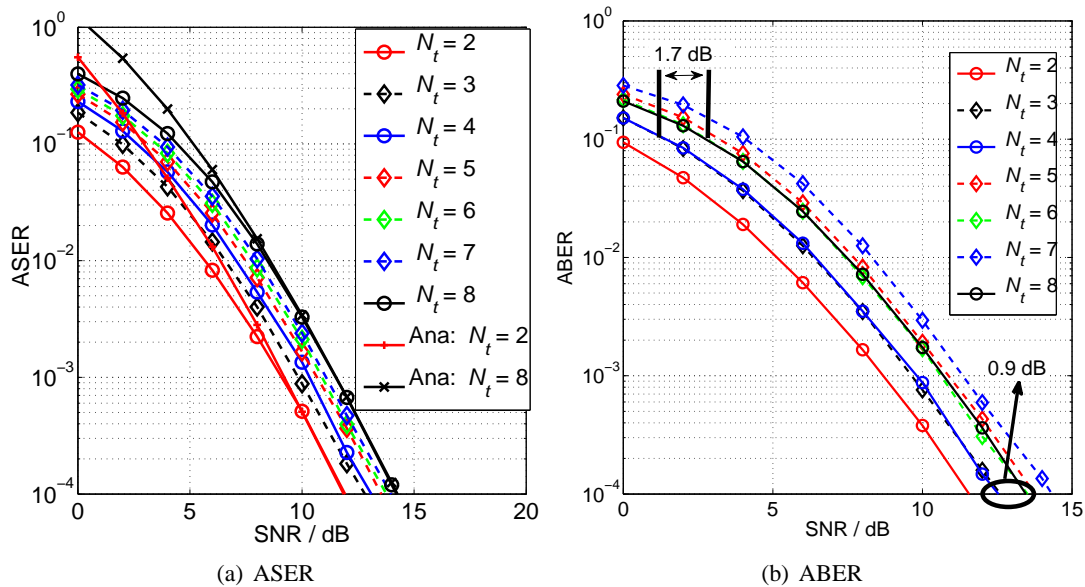 10^0
10^-1
10^-2
10^-3
10^-4
ASER
0
5
10
15
20
SNR / dB
N_t = 2
N_t = 3
N_t = 4
N_t = 5
N_t = 6
N_t = 7
N_t = 8
Ana: N_t = 2
Ana: N_t = 8
(a) ASER
10^0
10^-1
10^-2
10^-3
10^-4
ABER
0
5
10
15
SNR / dB
1.7 dB
N_t = 2
N_t = 3
N_t = 4
N_t = 5
N_t = 6
N_t = 7
N_t = 8
0.9 dB
(b) ABER